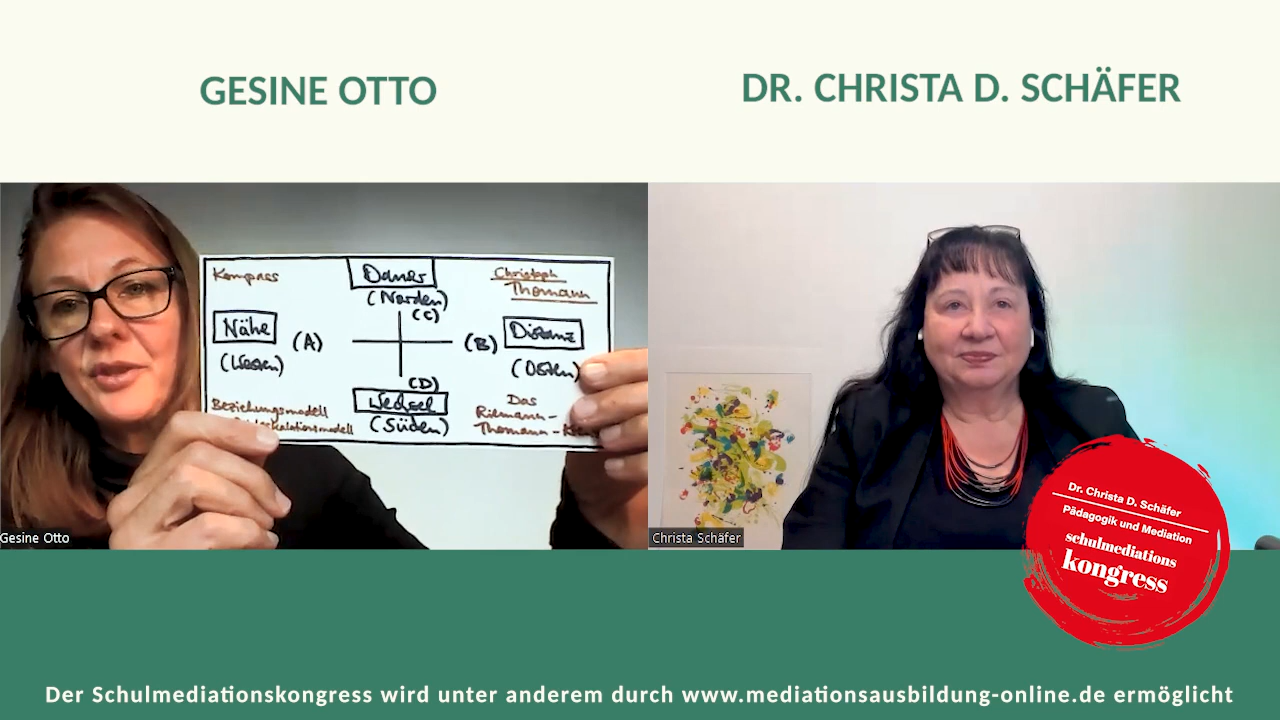 GESINE OTTO
DR. CHRISTA D. SCHÄFER
Kompass
Dauer
(Norden)
(C)
Christoph
Thomann
Nähe
(A)
(B)
Distanz
(Westen)
(Osten)
(D)
Wechsel
(Süden)
Beziehungsmodell
Das
Riemann-
Thomann-
Gesine Otto
Christa Schäfer
Dr. Christa D. Schäfer
Pädagogik und Mediation
schulmediations
kongress
Der Schulmediationskongress wird unter anderem durch www.mediationsausbildung-online.de ermöglicht